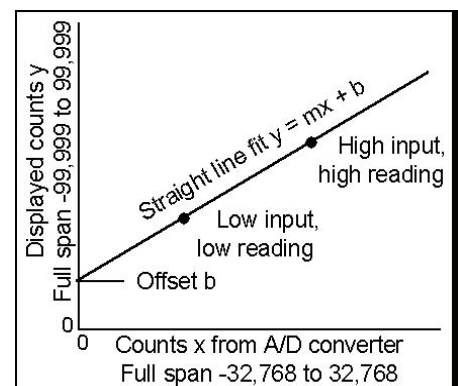 Displayed counts y
Full span -99,999 to 99,999
Straight line fit y = mx + b
High input,
high reading
Low input,
low reading
Offset b
0
0
Counts x from A/D converter
Full span -32,768 to 32,768